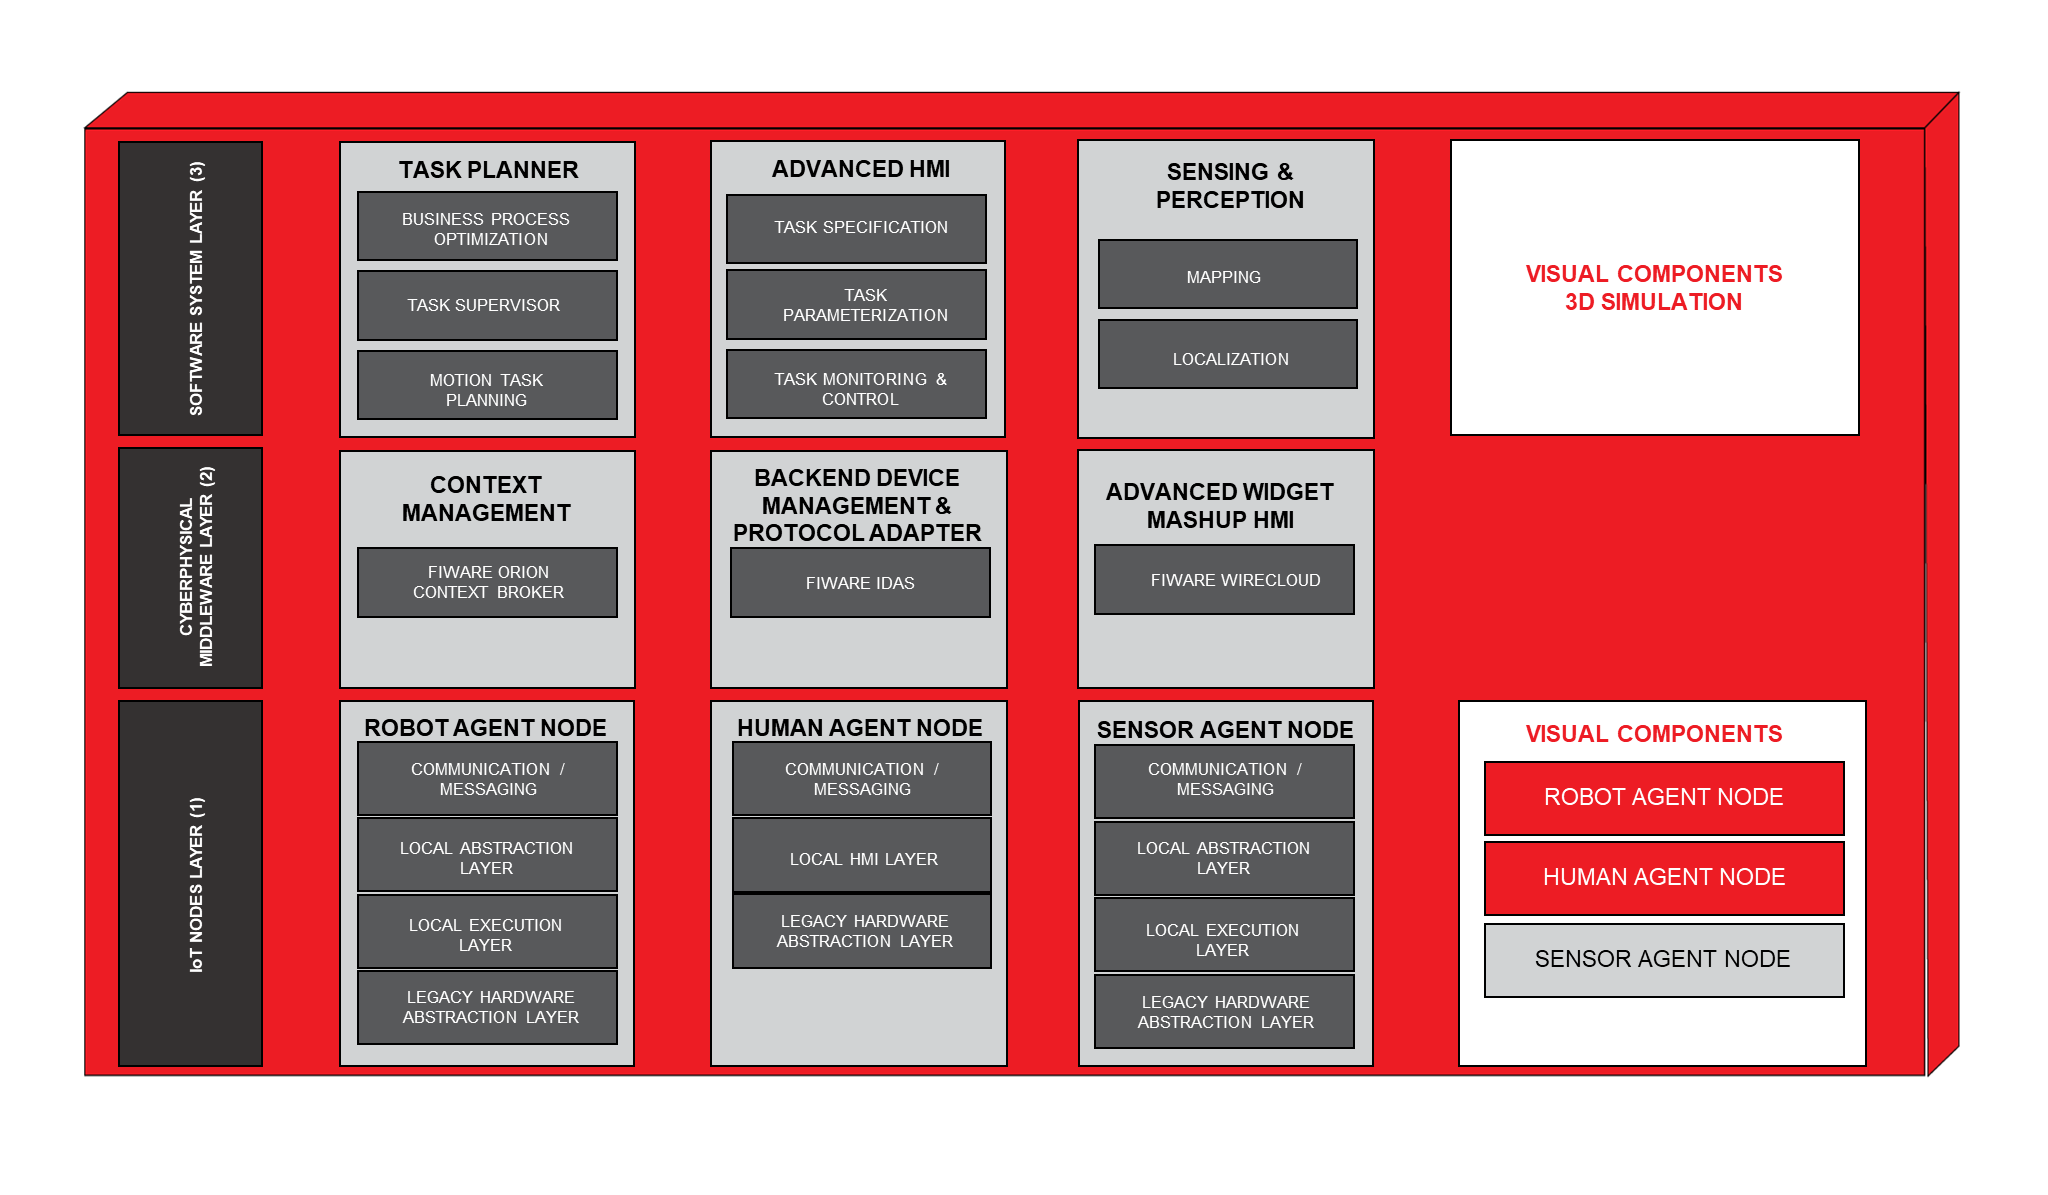 SOFTWARE SYSTEM LAYER (3)
TASK PLANNER
BUSINESS PROCESS
OPTIMIZATION
TASK SUPERVISOR
MOTION TASK
PLANNING
ADVANCED HMI
TASK SPECIFICATION
TASK
PARAMETERIZATION
TASK MONITORING &
CONTROL
SENSING &
PERCEPTION
MAPPING
LOCALIZATION
VISUAL COMPONENTS
3D SIMULATION
CYBERPHYSICAL
MIDDLEWARE LAYER (2)
CONTEXT
MANAGEMENT
FIWARE ORION
CONTEXT BROKER
BACKEND DEVICE
MANAGEMENT &
PROTOCOL ADAPTER
FIWARE IDAS
ADVANCED WIDGET
MASHUP HMI
FIWARE WIRECLOUD
IoT NODES LAYER (1)
ROBOT AGENT NODE
COMMUNICATION /
MESSAGING
LOCAL ABSTRACTION
LAYER
LOCAL EXECUTION
LAYER
LEGACY HARDWARE
ABSTRACTION LAYER
HUMAN AGENT NODE
COMMUNICATION /
MESSAGING
LOCAL HMI LAYER
LEGACY HARDWARE
ABSTRACTION LAYER
SENSOR AGENT NODE
COMMUNICATION /
MESSAGING
LOCAL ABSTRACTION
LAYER
LOCAL EXECUTION
LAYER
LEGACY HARDWARE
ABSTRACTION LAYER
VISUAL COMPONENTS
ROBOT AGENT NODE
HUMAN AGENT NODE
SENSOR AGENT NODE